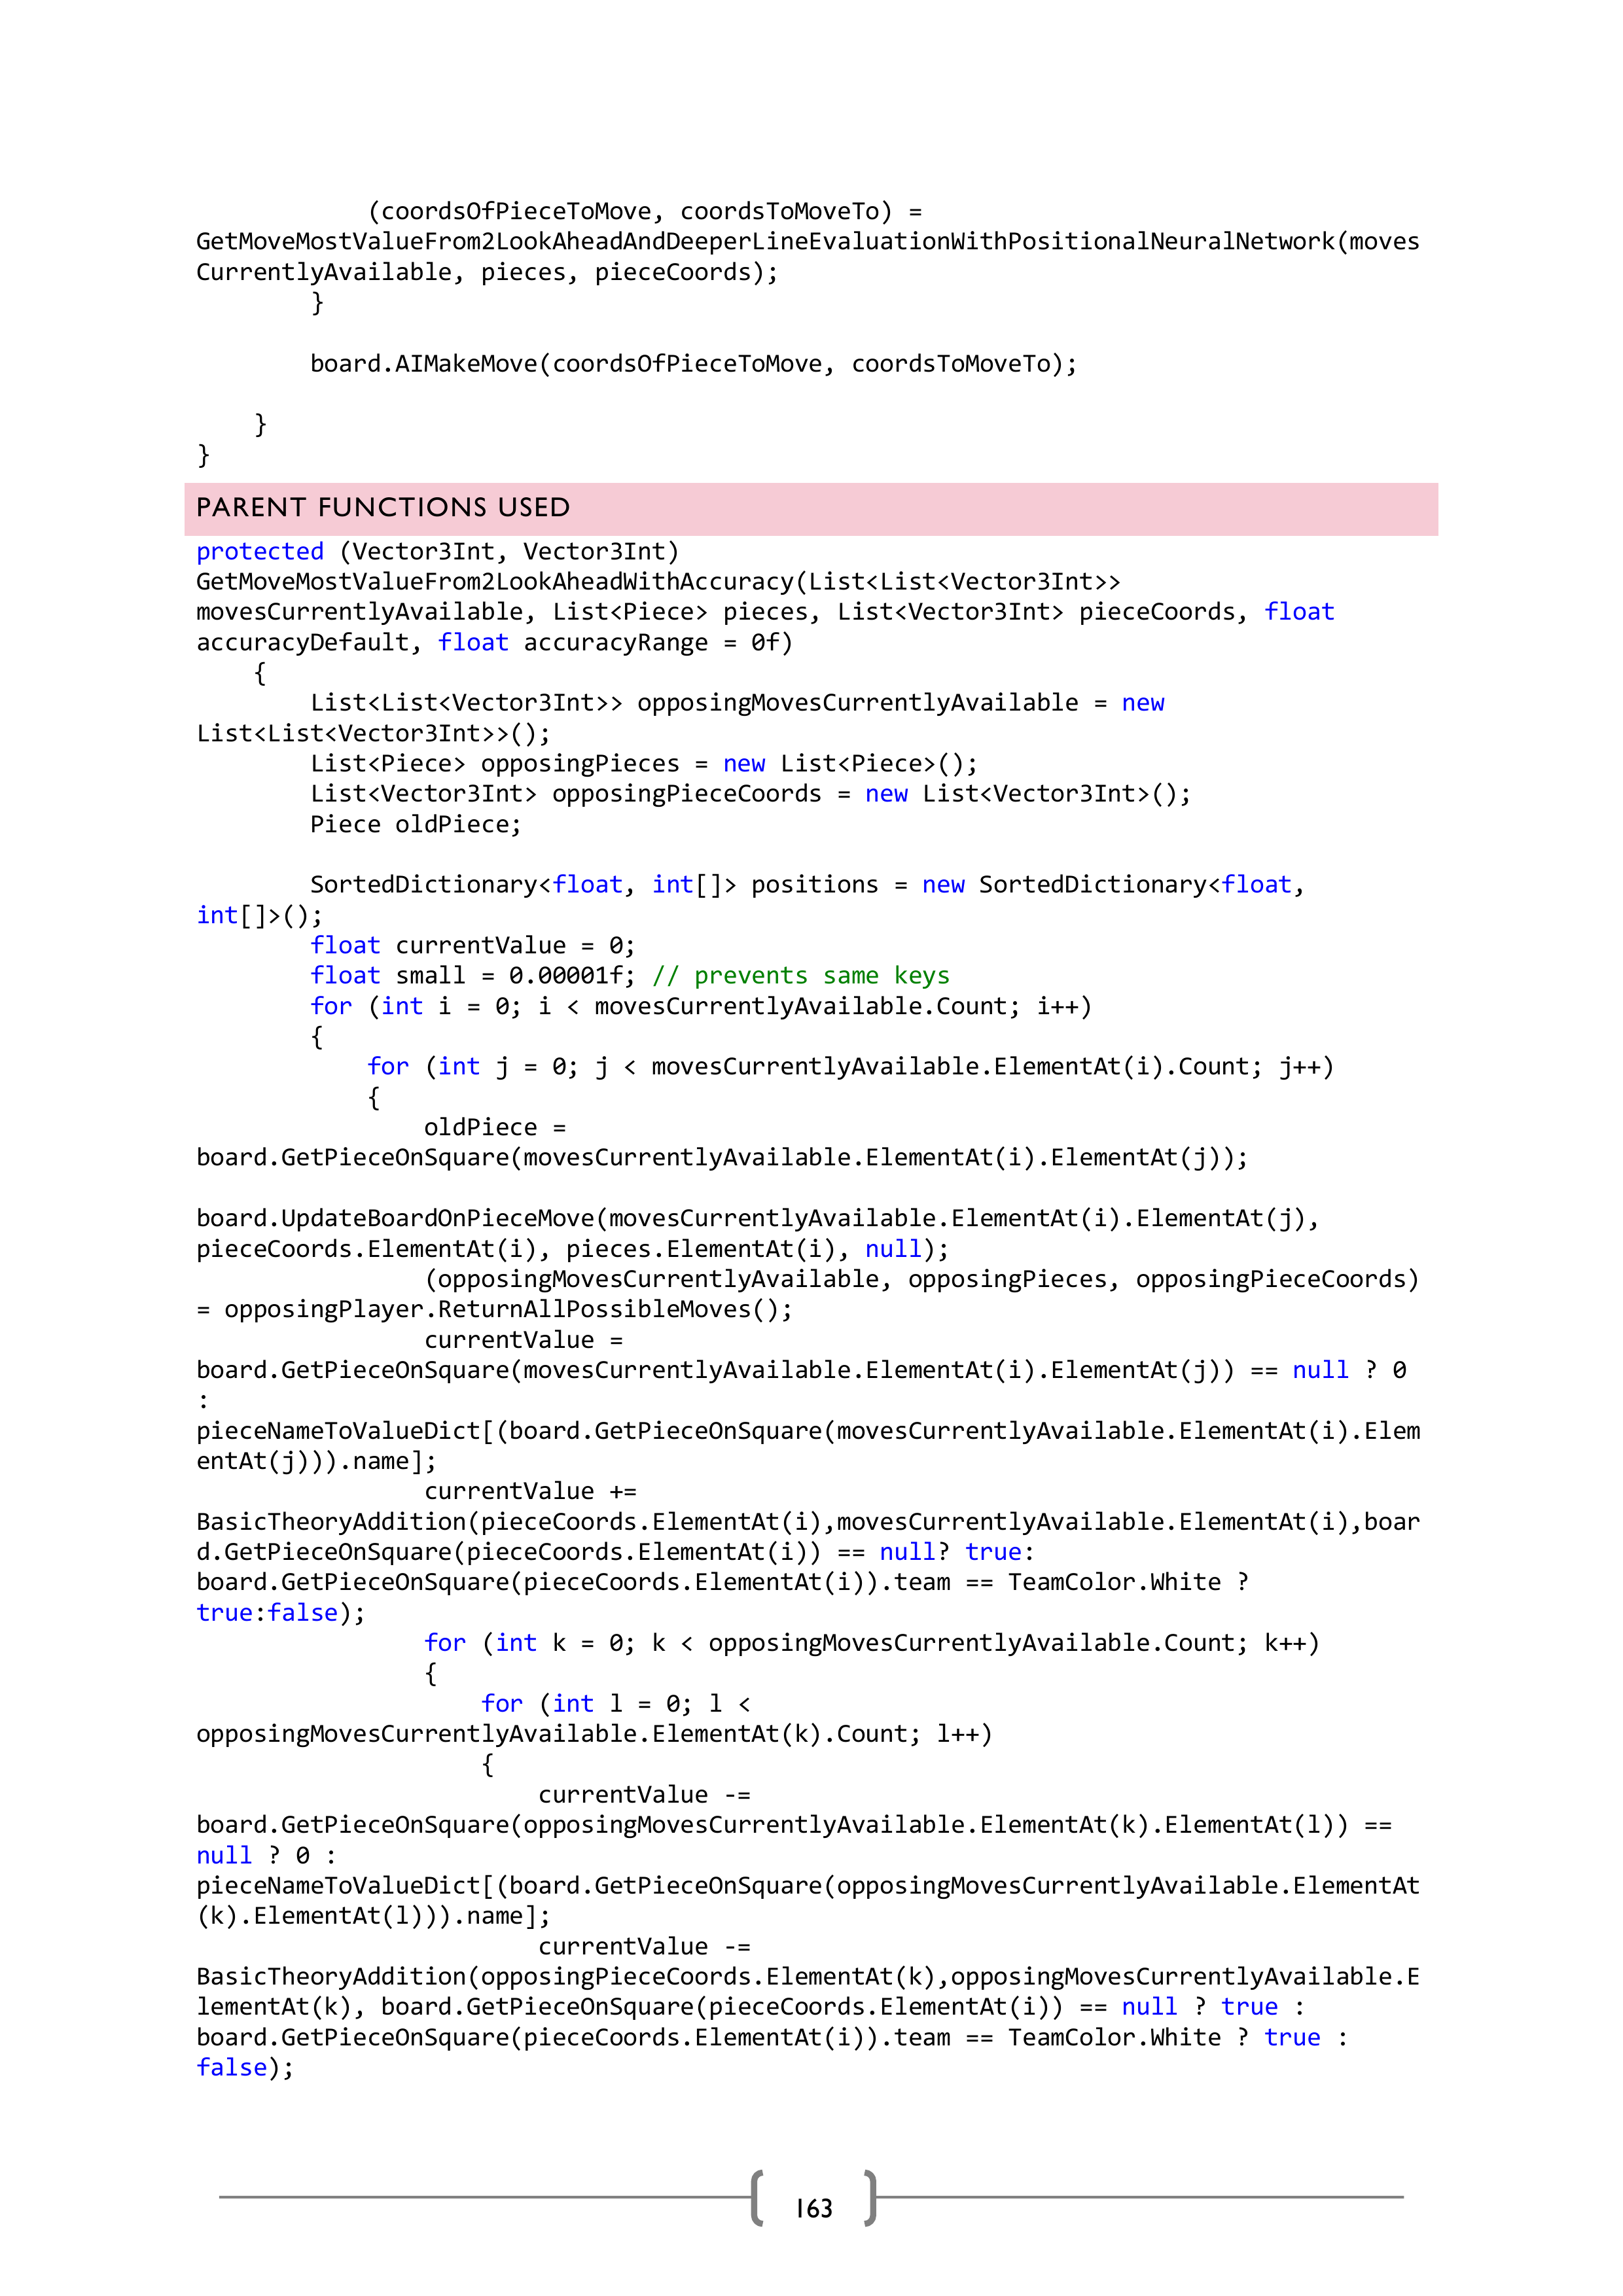 (coordsOfPieceToMove, coordsToMoveTo) =
GetMoveMostValueFrom2LookAheadAndDeeperLineEvaluationWithPositionalNeuralNetwork(moves
CurrentlyAvailable, pieces, pieceCoords);
}
board.AIMakeMove(coordsOfPieceToMove, coordsToMoveTo);
}
}
PARENT FUNCTIONS USED
protected (Vector3Int, Vector3Int)
GetMoveMostValueFrom2LookAheadWithAccuracy(List<List<Vector3Int>>
movesCurrentlyAvailable, List<Piece> pieces, List<Vector3Int> pieceCoords, float
accuracyDefault, float accuracyRange = 0f)
{
List<List<Vector3Int>> opposingMovesCurrentlyAvailable = new
List<List<Vector3Int>>();
List<Piece> opposingPieces = new List<Piece>();
List<Vector3Int> opposingPieceCoords = new List<Vector3Int>();
Piece oldPiece;
SortedDictionary<float, int[]> positions = new SortedDictionary<float,
int[]>();
float currentValue = 0;
float small = 0.00001f; // prevents same keys
for (int i = 0; i < movesCurrentlyAvailable.Count; i++)
{
for (int j = 0; j < movesCurrentlyAvailable.ElementAt(i).Count; j++)
{
oldPiece =
board.GetPieceOnSquare(movesCurrentlyAvailable.ElementAt(i).ElementAt(j));
board.UpdateBoardOnPieceMove(movesCurrentlyAvailable.ElementAt(i).ElementAt(j),
pieceCoords.ElementAt(i), pieces.ElementAt(i), null);
(opposingMovesCurrentlyAvailable, opposingPieces, opposingPieceCoords)
= opposingPlayer.ReturnAllPossibleMoves();
currentValue =
board.GetPieceOnSquare(movesCurrentlyAvailable.ElementAt(i).ElementAt(j)) == null ? 0
:
pieceNameToValueDict[(board.GetPieceOnSquare(movesCurrentlyAvailable.ElementAt(i).Elem
entAt(j))).name];
currentValue +=
BasicTheoryAddition(pieceCoords.ElementAt(i),movesCurrentlyAvailable.ElementAt(i),boar
d.GetPieceOnSquare(pieceCoords.ElementAt(i)) == null? true:
board.GetPieceOnSquare(pieceCoords.ElementAt(i)).team == TeamColor.White ?
true:false);
for (int k = 0; k < opposingMovesCurrentlyAvailable.Count; k++)
{
for (int l = 0; l <
opposingMovesCurrentlyAvailable.ElementAt(k).Count; l++)
{
currentValue -=
board.GetPieceOnSquare(opposingMovesCurrentlyAvailable.ElementAt(k).ElementAt(l)) ==
null ? 0 :
pieceNameToValueDict[(board.GetPieceOnSquare(opposingMovesCurrentlyAvailable.ElementAt
(k).ElementAt(l))).name];
currentValue -=
BasicTheoryAddition(opposingPieceCoords.ElementAt(k),opposingMovesCurrentlyAvailable.E
lementAt(k), board.GetPieceOnSquare(pieceCoords.ElementAt(i)) == null ? true :
board.GetPieceOnSquare(pieceCoords.ElementAt(i)).team == TeamColor.White ? true :
false);
163